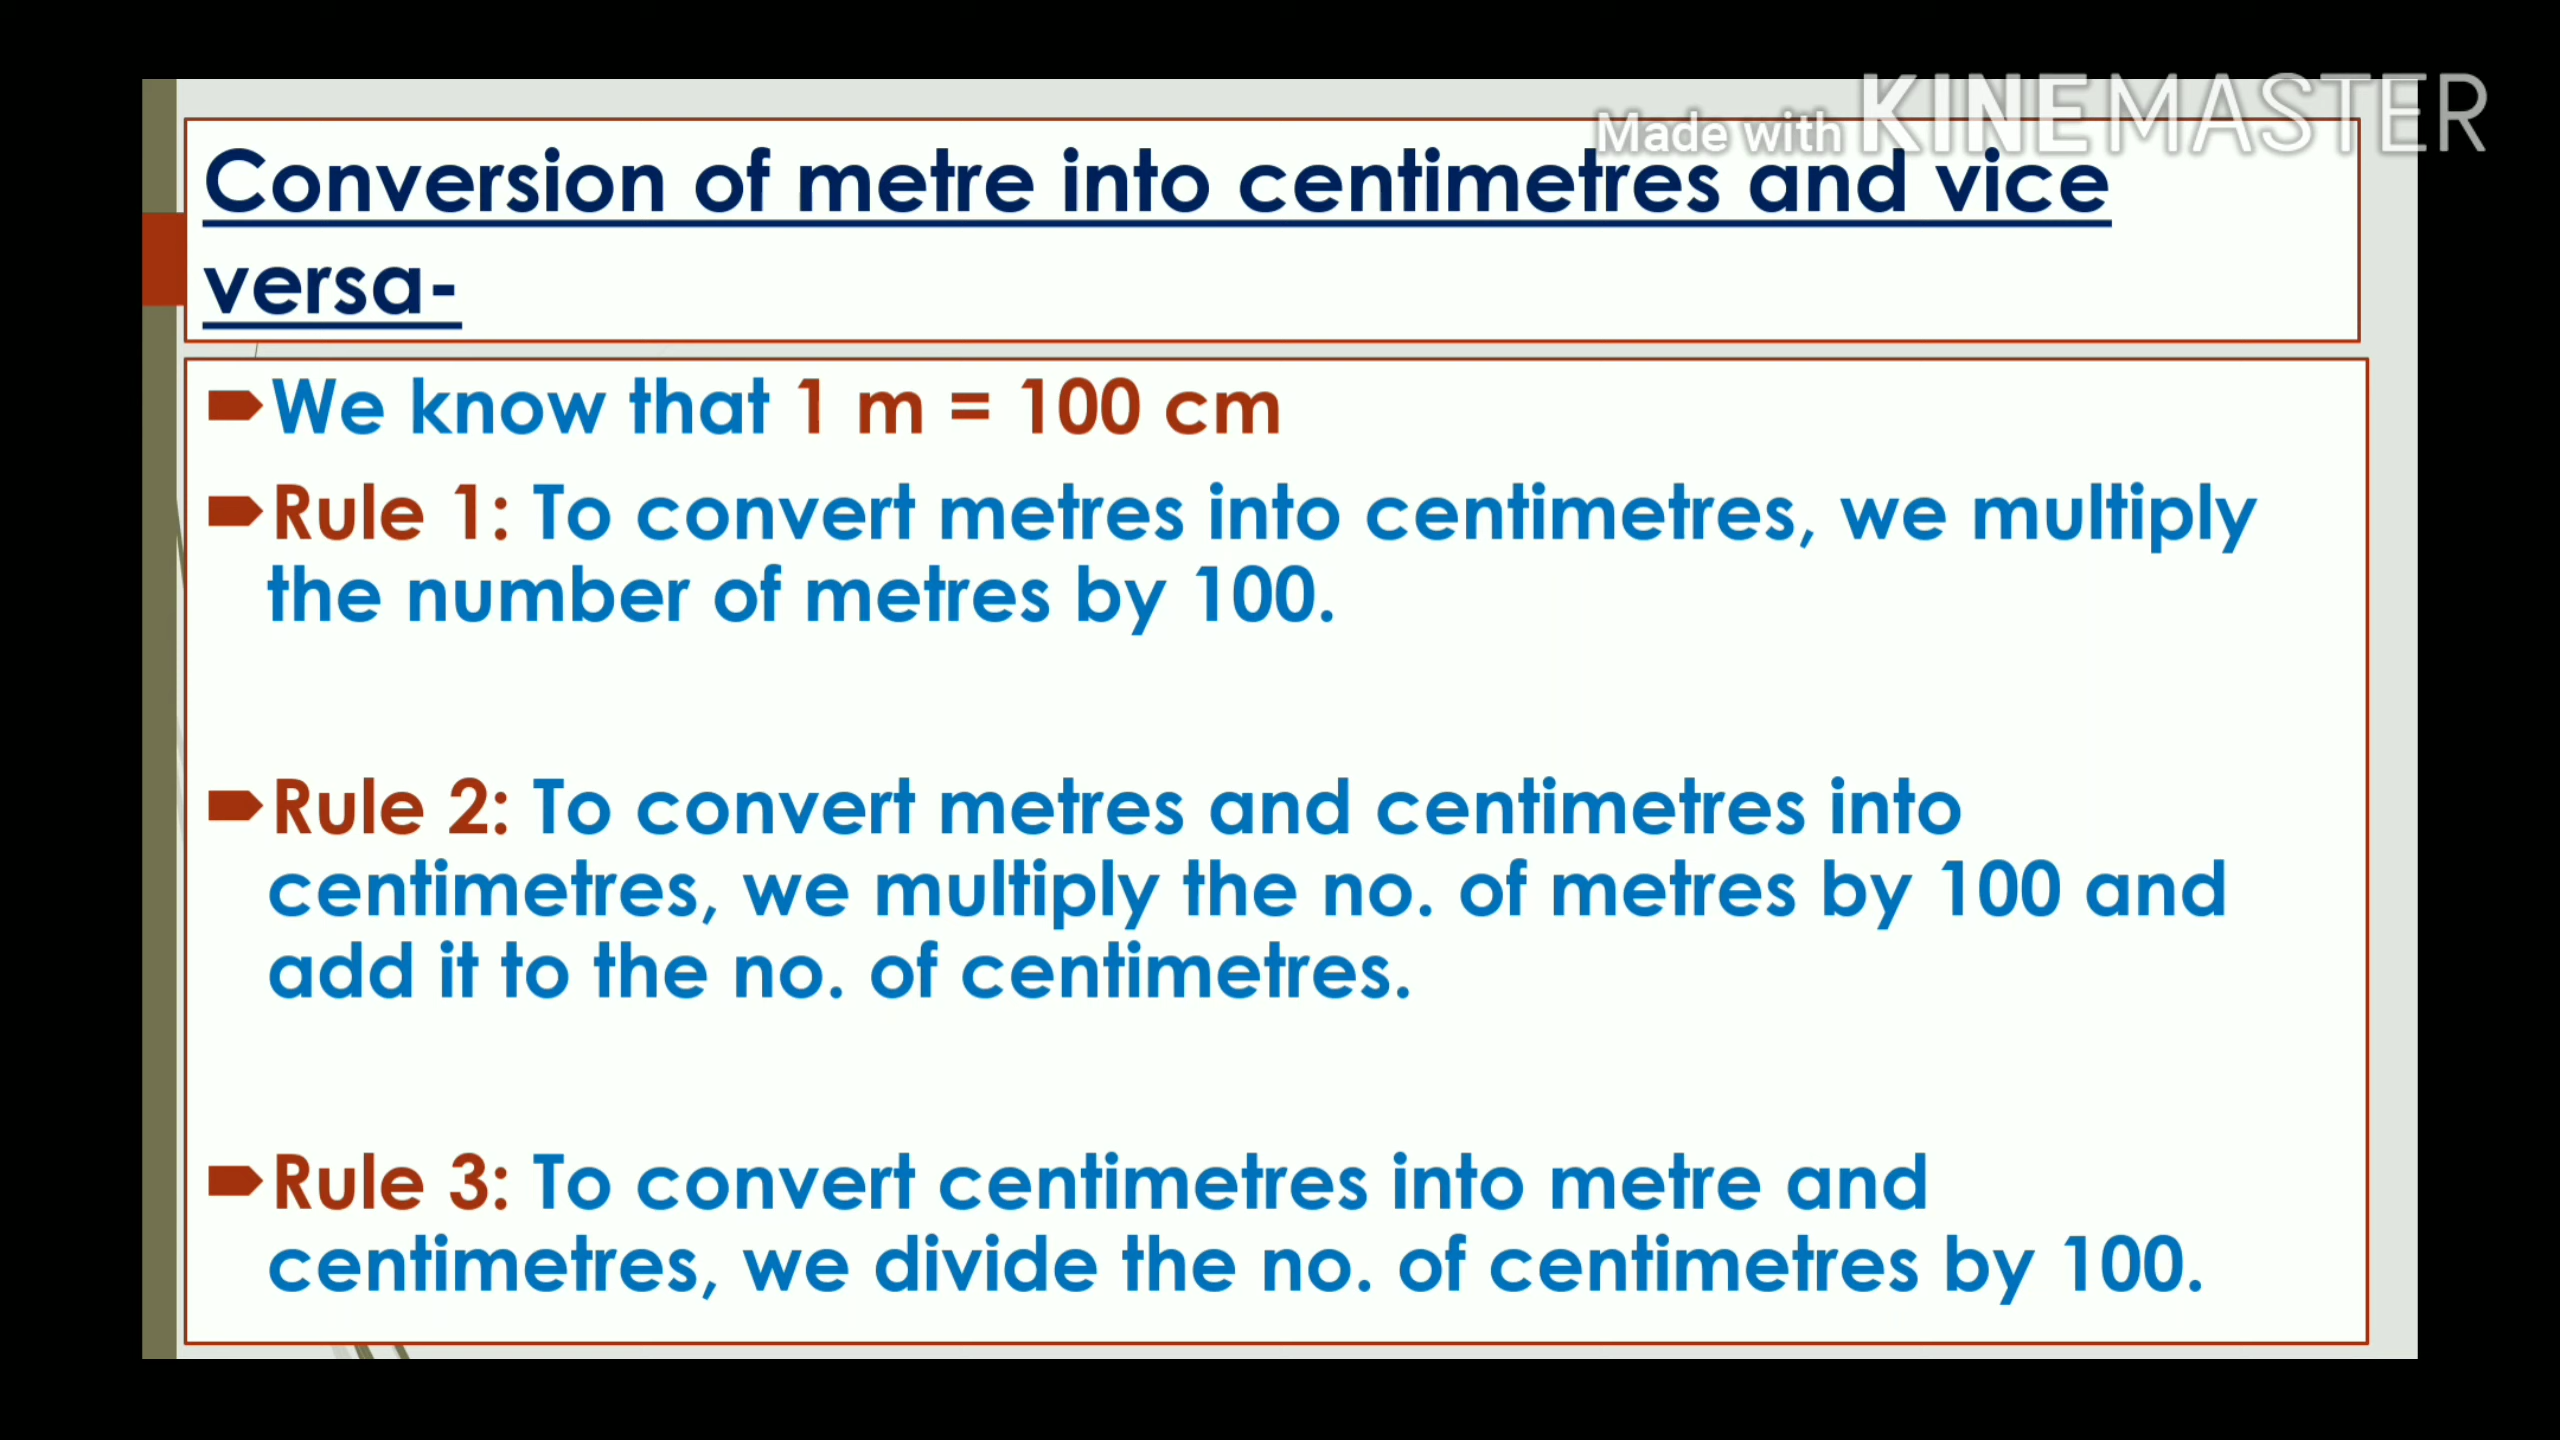 Made with KINEMASTER
Conversion of metre into centimetres and vice
versa-
We know that 1 m = 100 cm
Rule 1: To convert metres into centimetres, we multiply
the number of metres by 100.
Rule 2: To convert metres and centimetres into
centimetres, we multiply the no. of metres by 100 and
add it to the no. of centimetres.
Rule 3: To convert centimetres into metre and
centimetres, we divide the no. of centimetres by 100.